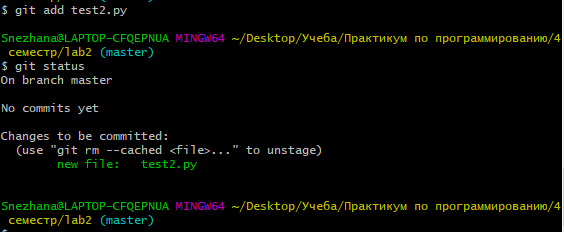 $ git add test2.py
Snezhana@LAPTOP-CFQEPNUA MINGW64 ~/Desktop/Учеба/Практикум по программированию/4
семестр/lab2 (master)
$ git status
On branch master
No commits yet
Changes to be committed:
(use "git rm --cached <file>..." to unstage)
new file: test2.py
Snezhana@LAPTOP-CFQEPNUA MINGW64 ~/Desktop/Учеба/Практикум по программированию/4
семестр/lab2 (master)